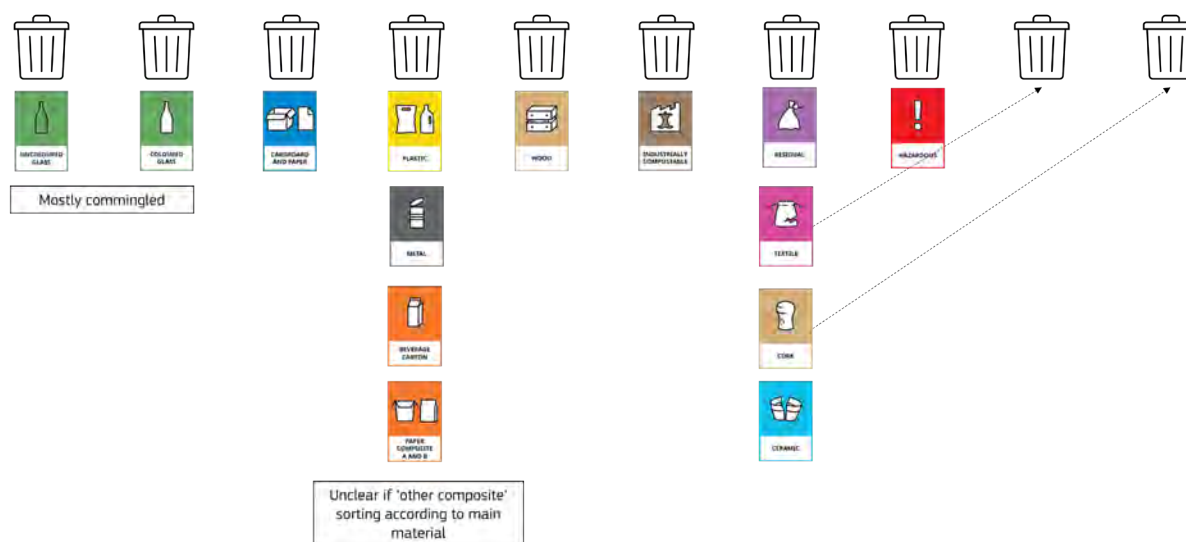 UNCOLOURED
GLASS
COLOURED
GLASS
CARDBOARD
AND PAPER
PLASTIC
WOOD
INDUSTRIALLY
COMPOSTABLE
RESIDUAL
HAZARDOUS
Mostly commingled
METAL
TEXTILE
BEVERAGE
CARTON
CORK
PAPER
COMPOSITE
A AND B
CERAMIC
Unclear if 'other composite'
sorting according to main
material